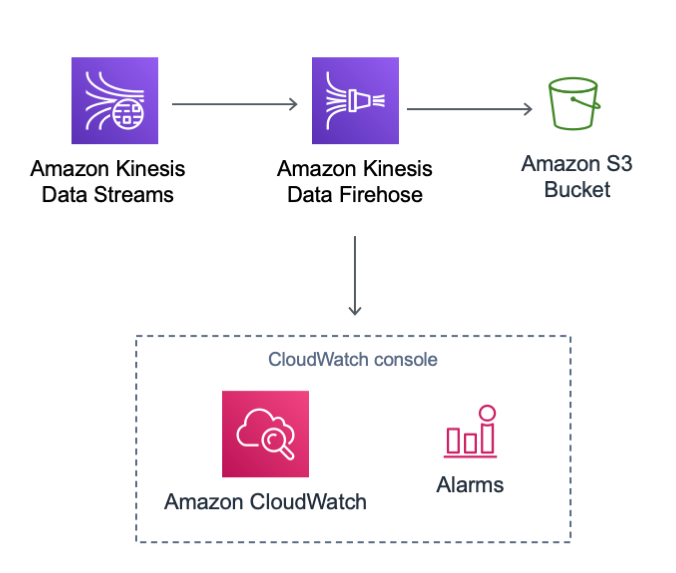 Amazon Kinesis
Data Streams
Amazon Kinesis
Data Firehose
Amazon S3
Bucket
CloudWatch console
Amazon CloudWatch
Alarms